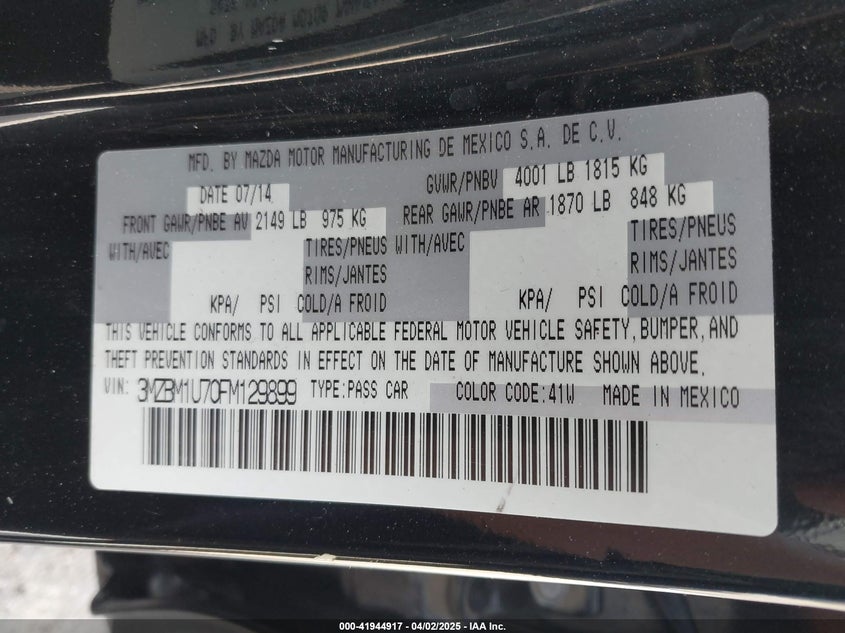 MFD. BY MAZDA MOTOR MANUFACTURING DE MEXICO S.A. DE C.V.
DATE 07/14 GVWR/PNBV 4001 LB 1815 KG
FRONT GAWR/PNBE AV 2149 LB 975 KG REAR GAWR/PNBE AR 1870 LB 848 KG
WITH/AVEC TIRES/PNEUS WITH/AVEC TIRES/PNEUS
RIMS/JANTES RIMS/JANTES
KPA/ PSI COLD/A FROID KPA/ PSI COLD/A FROID
THIS VEHICLE CONFORMS TO ALL APPLICABLE FEDERAL MOTOR VEHICLE SAFETY, BUMPER, AND
THEFT PREVENTION STANDARDS IN EFFECT ON THE DATE OF MANUFACTURE SHOWN ABOVE.
VIN: 3MZBM1U70FM129899 TYPE:PASS CAR COLOR CODE:41W MADE IN MEXICO
000-41944917 - 04/02/2025 - IAA Inc.